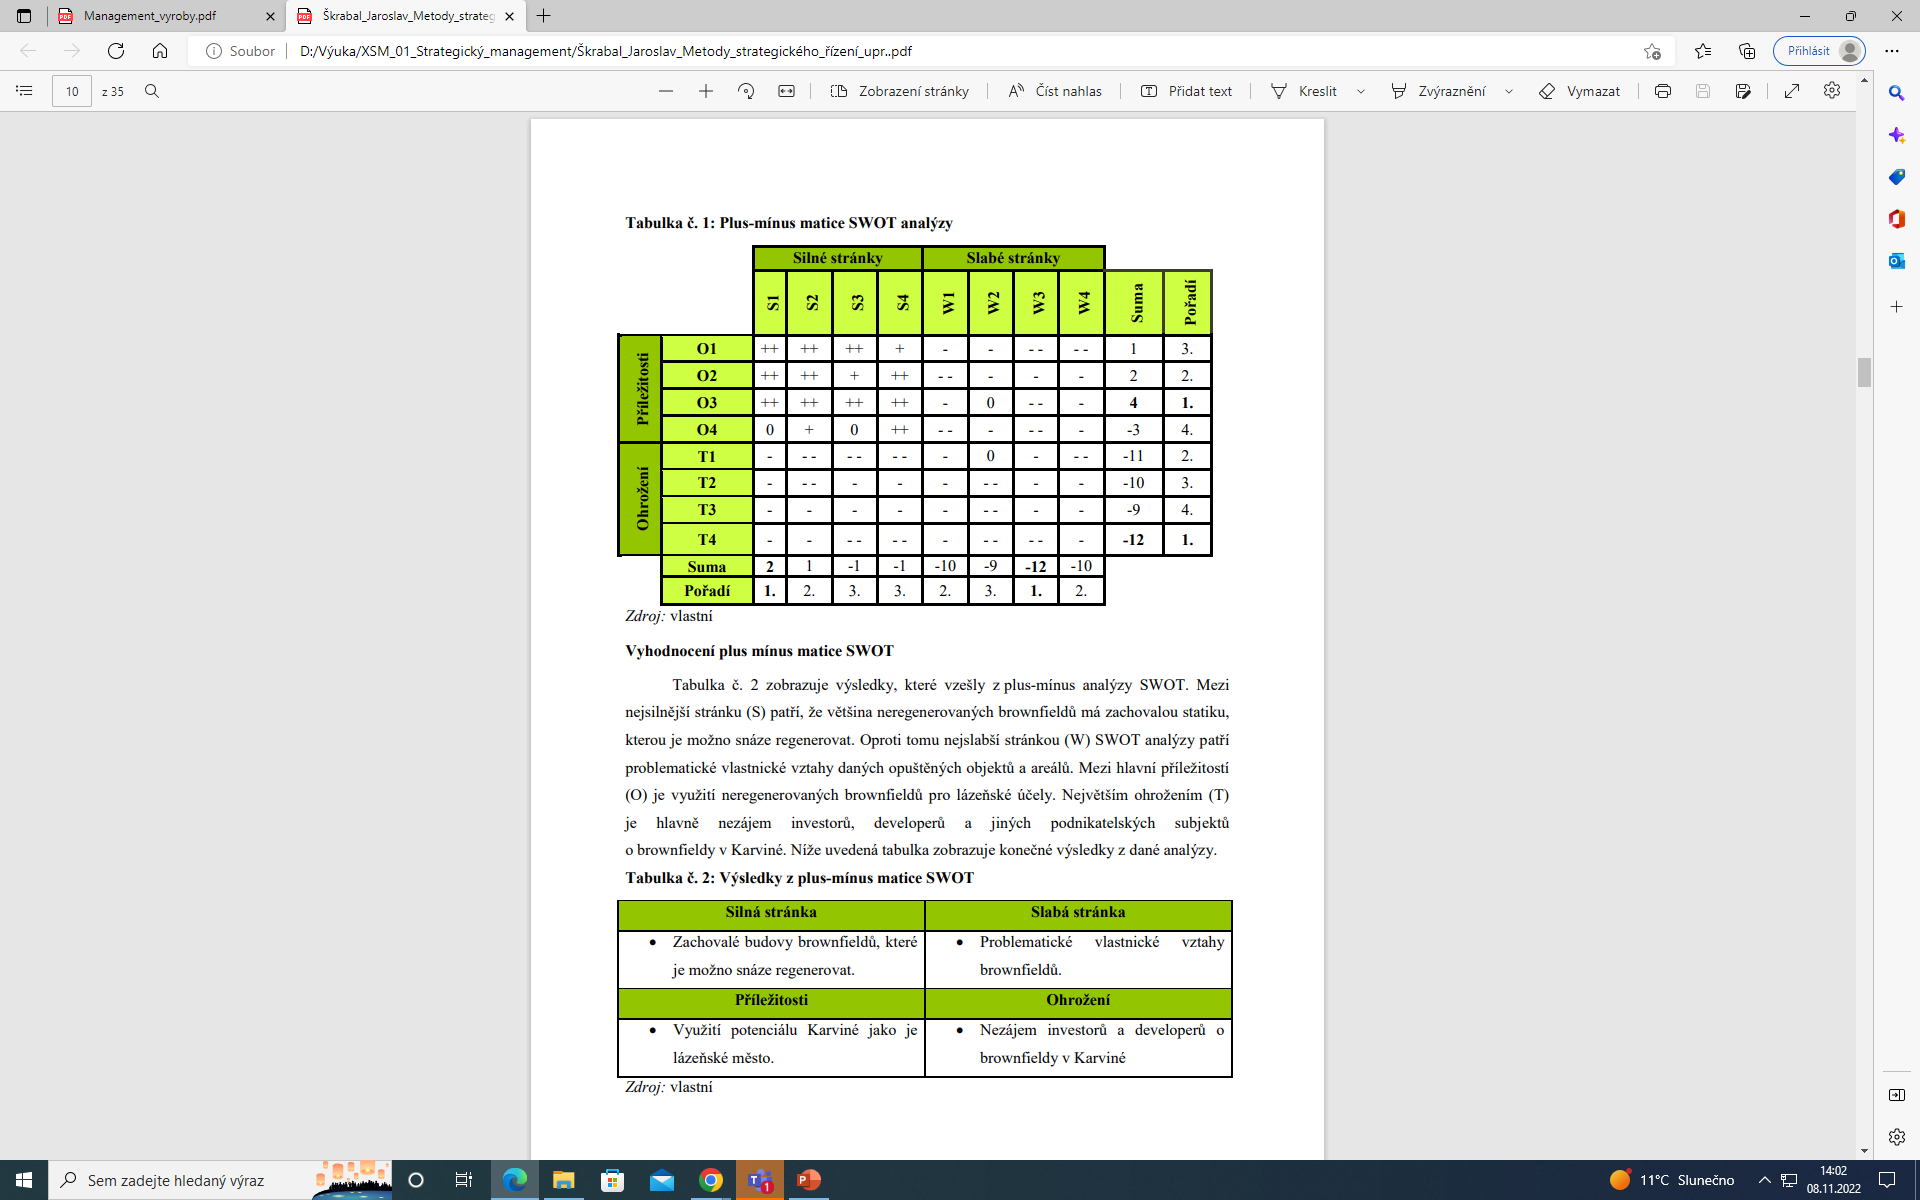 Management_vyroby.pdf
Škrabal_Jaroslav_Metody_strateg
Soubor
D:/Výuka/XSM_01_Strategický_management/Škrabal_Jaroslav_Metody_strategického_řízení_upr..pdf
Přihlásit
10
z 35
Zobrazení stránky
Číst nahlas
Přidat text
Kreslit
Zvýraznění
Vymazat
Tabulka č. 1: Plus-mínus matice SWOT analýzy
Silné stránky Slabé stránky
S1 S2 S3 S4 W1 W2 W3 W4 Suma Pořadí
Příležitosti
O1 ++ ++ ++ + - - - - - - 1 3.
O2 ++ ++ + ++ - - - - - 2 2.
O3 ++ ++ ++ ++ - 0 - - - 4 1.
O4 0 + 0 ++ - - - - - - -3 4.
Ohrožení
T1 - - - - - - - - 0 - - - -11 2.
T2 - - - - - - - - - - -10 3.
T3 - - - - - - - - - -9 4.
T4 - - - - - - - - - - - - -12 1.
Suma 2 1 -1 -1 -10 -9 -12 -10
Pořadí 1. 2. 3. 3. 2. 3. 1. 2.
Zdroj: vlastní
Vyhodnocení plus mínus matice SWOT
Tabulka č. 2 zobrazuje výsledky, které vzešly z plus-mínus analýzy SWOT. Mezi
nejsilnější stránku (S) patří, že většina neregenerovaných brownfieldů má zachovalou statiku,
kterou je možno snáze regenerovat. Oproti tomu nejslabší stránkou (W) SWOT analýzy patří
problematické vlastnické vztahy daných opuštěných objektů a areálů. Mezi hlavní příležitostí
(O) je využití neregenerovaných brownfieldů pro lázeňské účely. Největším ohrožením (T)
je hlavně nezájem investorů, developerů a jiných podnikatelských subjektů
o brownfieldy v Karviné. Níže uvedená tabulka zobrazuje konečné výsledky z dané analýzy.
Tabulka č. 2: Výsledky z plus-mínus matice SWOT
Silná stránka Slabá stránka
• Zachovalé budovy brownfieldů, které
je možno snáze regenerovat.
• Problematické vlastnické vztahy
brownfieldů.
Příležitosti Ohrožení
• Využití potenciálu Karviné jako je
lázeňské město.
• Nezájem investorů a developerů o
brownfieldy v Karviné
Zdroj: vlastní
Sem zadejte hledaný výraz
1
11°C Slunečno
14:02
08.11.2022